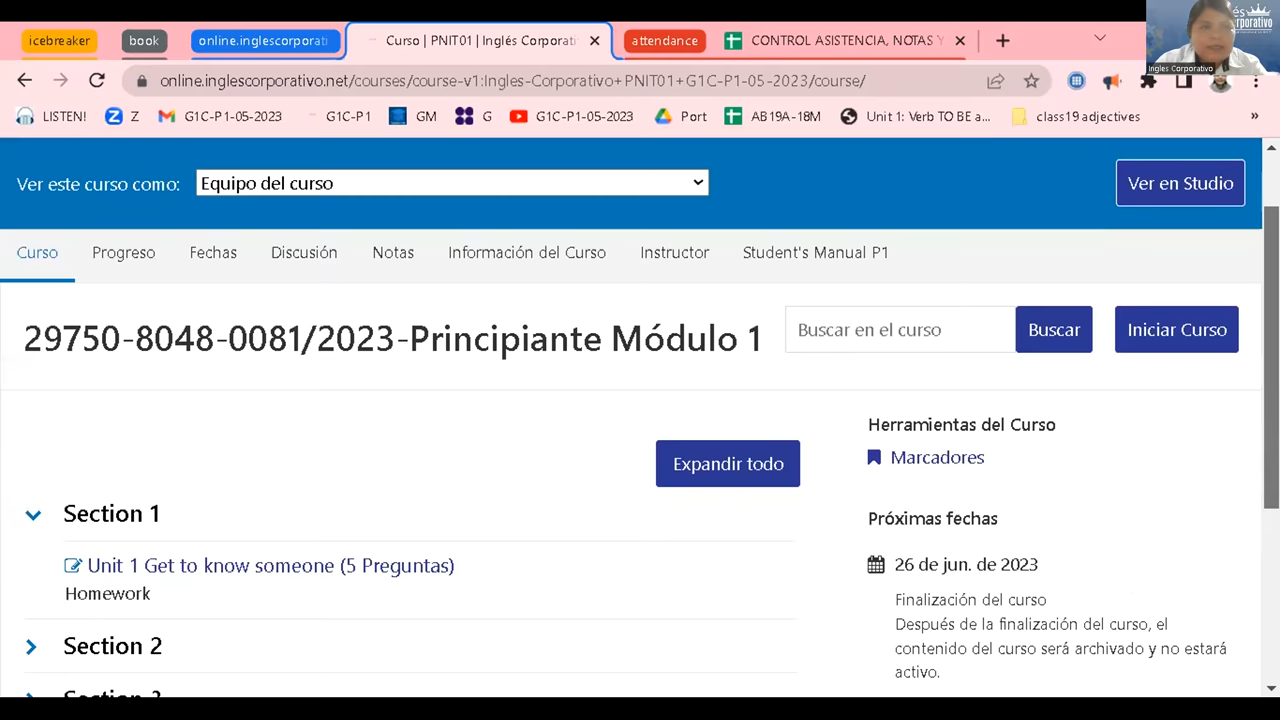 icebreaker book online.inglescorporati Curso | PNIT01 | Inglés Corporati attendance CONTROL ASISTENCIA, NOTAS Y
online.inglescorporativo.net/courses/course-v1:Ingles-Corporativo+PNIT01+G1C-P1-05-2023/course/
LISTEN! Z G1C-P1-05-2023 G1C-P1 GM G G1C-P1-05-2023 Port AB19A-18M Unit 1: Verb TO BE a... class19 adjectives »
Ingles Corporativo
Ver este curso como: Equipo del curso Ver en Studio
Curso Progreso Fechas Discusión Notas Información del Curso Instructor Student's Manual P1
29750-8048-0081/2023-Principiante Módulo 1 Buscar en el curso Buscar Iniciar Curso
Herramientas del Curso
Marcadores
Expandir todo
Section 1
Próximas fechas
Unit 1 Get to know someone (5 Preguntas)
Homework
26 de jun. de 2023
Finalización del curso
Después de la finalización del curso, el
contenido del curso será archivado y no estará
activo.
Section 2
Section 3